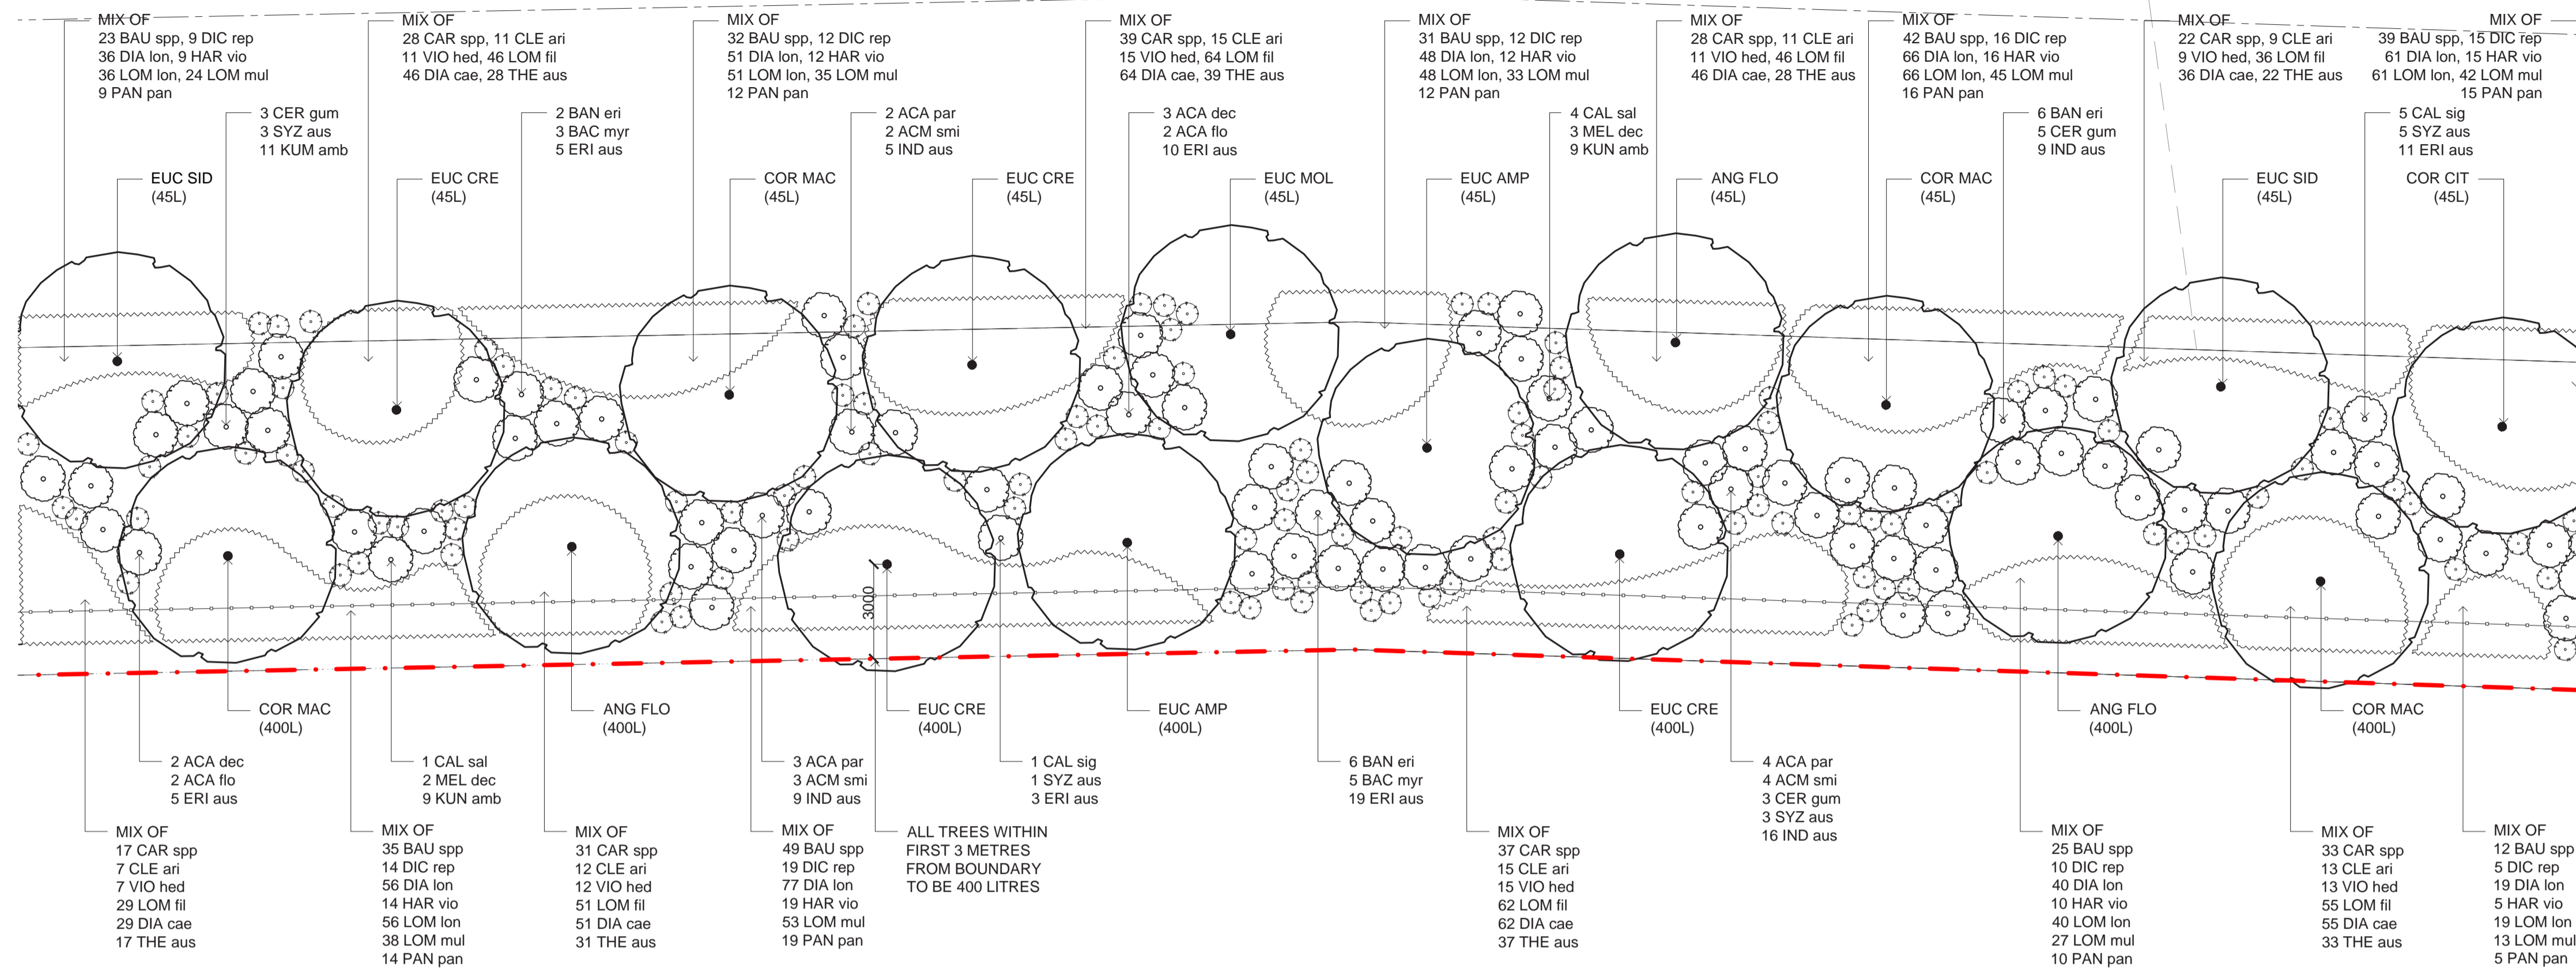 MIX OF
23 BAU spp, 9 DIC rep
36 DIA lon, 9 HAR vio
36 LOM lon, 24 LOM mul
9 PAN pan
MIX OF
28 CAR spp, 11 CLE ari
11 VIO hed, 46 LOM fil
46 DIA cae, 28 THE aus
MIX OF
32 BAU spp, 12 DIC rep
51 DIA lon, 12 HAR vio
51 LOM lon, 35 LOM mul
12 PAN pan
MIX OF
39 CAR spp, 15 CLE ari
15 VIO hed, 64 LOM fil
64 DIA cae, 39 THE aus
MIX OF
31 BAU spp, 12 DIC rep
48 DIA lon, 12 HAR vio
48 LOM lon, 33 LOM mul
12 PAN pan
MIX OF
28 CAR spp, 11 CLE ari
11 VIO hed, 46 LOM fil
46 DIA cae, 28 THE aus
MIX OF
42 BAU spp, 16 DIC rep
66 DIA lon, 16 HAR vio
66 LOM lon, 45 LOM mul
16 PAN pan
MIX OF
22 CAR spp, 9 CLE ari
9 VIO hed, 36 LOM fil
36 DIA cae, 22 THE aus
MIX OF
39 BAU spp, 15 DIC rep
61 DIA lon, 15 HAR vio
61 LOM lon, 42 LOM mul
15 PAN pan
3 CER gum
3 SYZ aus
11 KUM amb
2 BAN eri
3 BAC myr
5 ERI aus
2 ACA par
2 ACM smi
5 IND aus
3 ACA dec
2 ACA flo
10 ERI aus
4 CAL sal
3 MEL dec
9 KUN amb
6 BAN eri
5 CER gum
9 IND aus
5 CAL sig
5 SYZ aus
11 ERI aus
EUC SID
(45L)
EUC CRE
(45L)
COR MAC
(45L)
EUC CRE
(45L)
EUC MOL
(45L)
EUC AMP
(45L)
ANG FLO
(45L)
COR MAC
(45L)
EUC SID
(45L)
COR CIT
(45L)
3000
COR MAC
(400L)
ANG FLO
(400L)
EUC CRE
(400L)
EUC AMP
(400L)
EUC CRE
(400L)
ANG FLO
(400L)
COR MAC
(400L)
2 ACA dec
2 ACA flo
5 ERI aus
1 CAL sal
2 MEL dec
9 KUN amb
3 ACA par
3 ACM smi
9 IND aus
1 CAL sig
1 SYZ aus
3 ERI aus
6 BAN eri
5 BAC myr
19 ERI aus
4 ACA par
4 ACM smi
3 CER gum
3 SYZ aus
16 IND aus
MIX OF
17 CAR spp
7 CLE ari
7 VIO hed
29 LOM fil
29 DIA cae
17 THE aus
MIX OF
35 BAU spp
14 DIC rep
56 DIA lon
14 HAR vio
56 LOM lon
38 LOM mul
14 PAN pan
MIX OF
31 CAR spp
12 CLE ari
12 VIO hed
51 LOM fil
51 DIA cae
31 THE aus
MIX OF
49 BAU spp
19 DIC rep
77 DIA lon
19 HAR vio
53 LOM mul
19 PAN pan
ALL TREES WITHIN
FIRST 3 METRES
FROM BOUNDARY
TO BE 400 LITRES
MIX OF
37 CAR spp
15 CLE ari
15 VIO hed
62 LOM fil
62 DIA cae
37 THE aus
MIX OF
25 BAU spp
10 DIC rep
40 DIA lon
10 HAR vio
40 LOM lon
27 LOM mul
10 PAN pan
MIX OF
33 CAR spp
13 CLE ari
13 VIO hed
55 LOM fil
55 DIA cae
33 THE aus
MIX OF
12 BAU spp
5 DIC rep
19 DIA lon
5 HAR vio
19 LOM lon
13 LOM mul
5 PAN pan